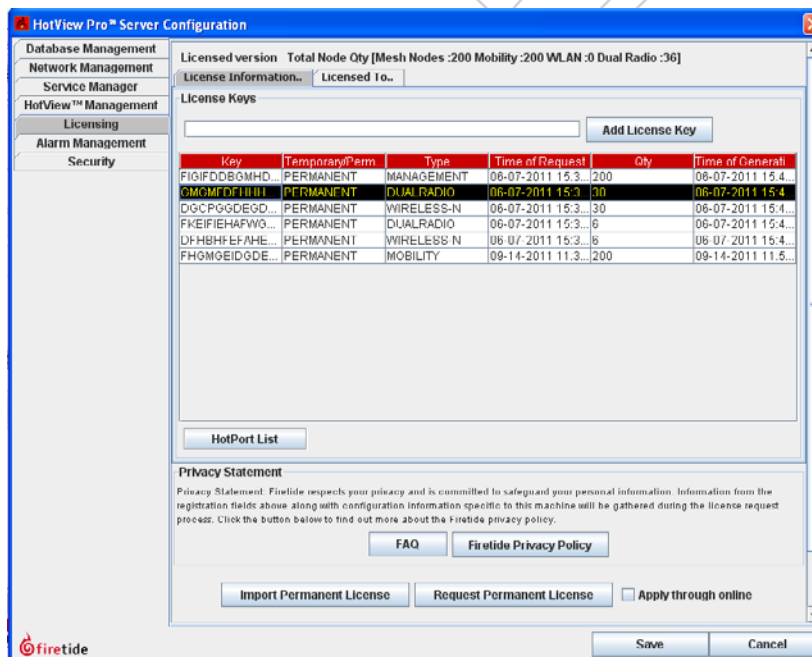 HotView Pro™ Server Configuration
Database Management
Network Management
Service Manager
HotView™ Management
Licensing
Alarm Management
Security
Licensed version Total Node Qty [Mesh Nodes :200 Mobility :200 WLAN :0 Dual Radio :36]
License Information.. Licensed To..
License Keys
Add License Key
Key Temporary/Perm Type Time of Request Qty Time of Generati
FIGIFDDBGMHD... PERMANENT MANAGEMENT 06-07-2011 15:3... 200 06-07-2011 15:4...
GMGMFDFHHH... PERMANENT DUALRADIO 06-07-2011 15:3... 30 06-07-2011 15:4...
DGCPGGDEGD... PERMANENT WIRELESS-N 06-07-2011 15:3... 30 06-07-2011 15:4...
FKEIFIEHAFWG... PERMANENT DUALRADIO 06-07-2011 15:3... 6 06-07-2011 15:4...
DFHBHFEFAHE... PERMANENT WIRELESS-N 06-07-2011 15:3... 6 06-07-2011 15:4...
FHGMGEIDGDE... PERMANENT MOBILITY 09-14-2011 11:3... 200 09-14-2011 11:5...
HotPort List
Privacy Statement
Privacy Statement: Firetide respects your privacy and is committed to safeguard your personal information. Information from the
registration fields above along with configuration information specific to this machine will be gathered during the license request
process. Click the button below to find out more about the Firetide privacy policy.
FAQ Firetide Privacy Policy
Import Permanent License Request Permanent License Apply through online
firetide
Save Cancel